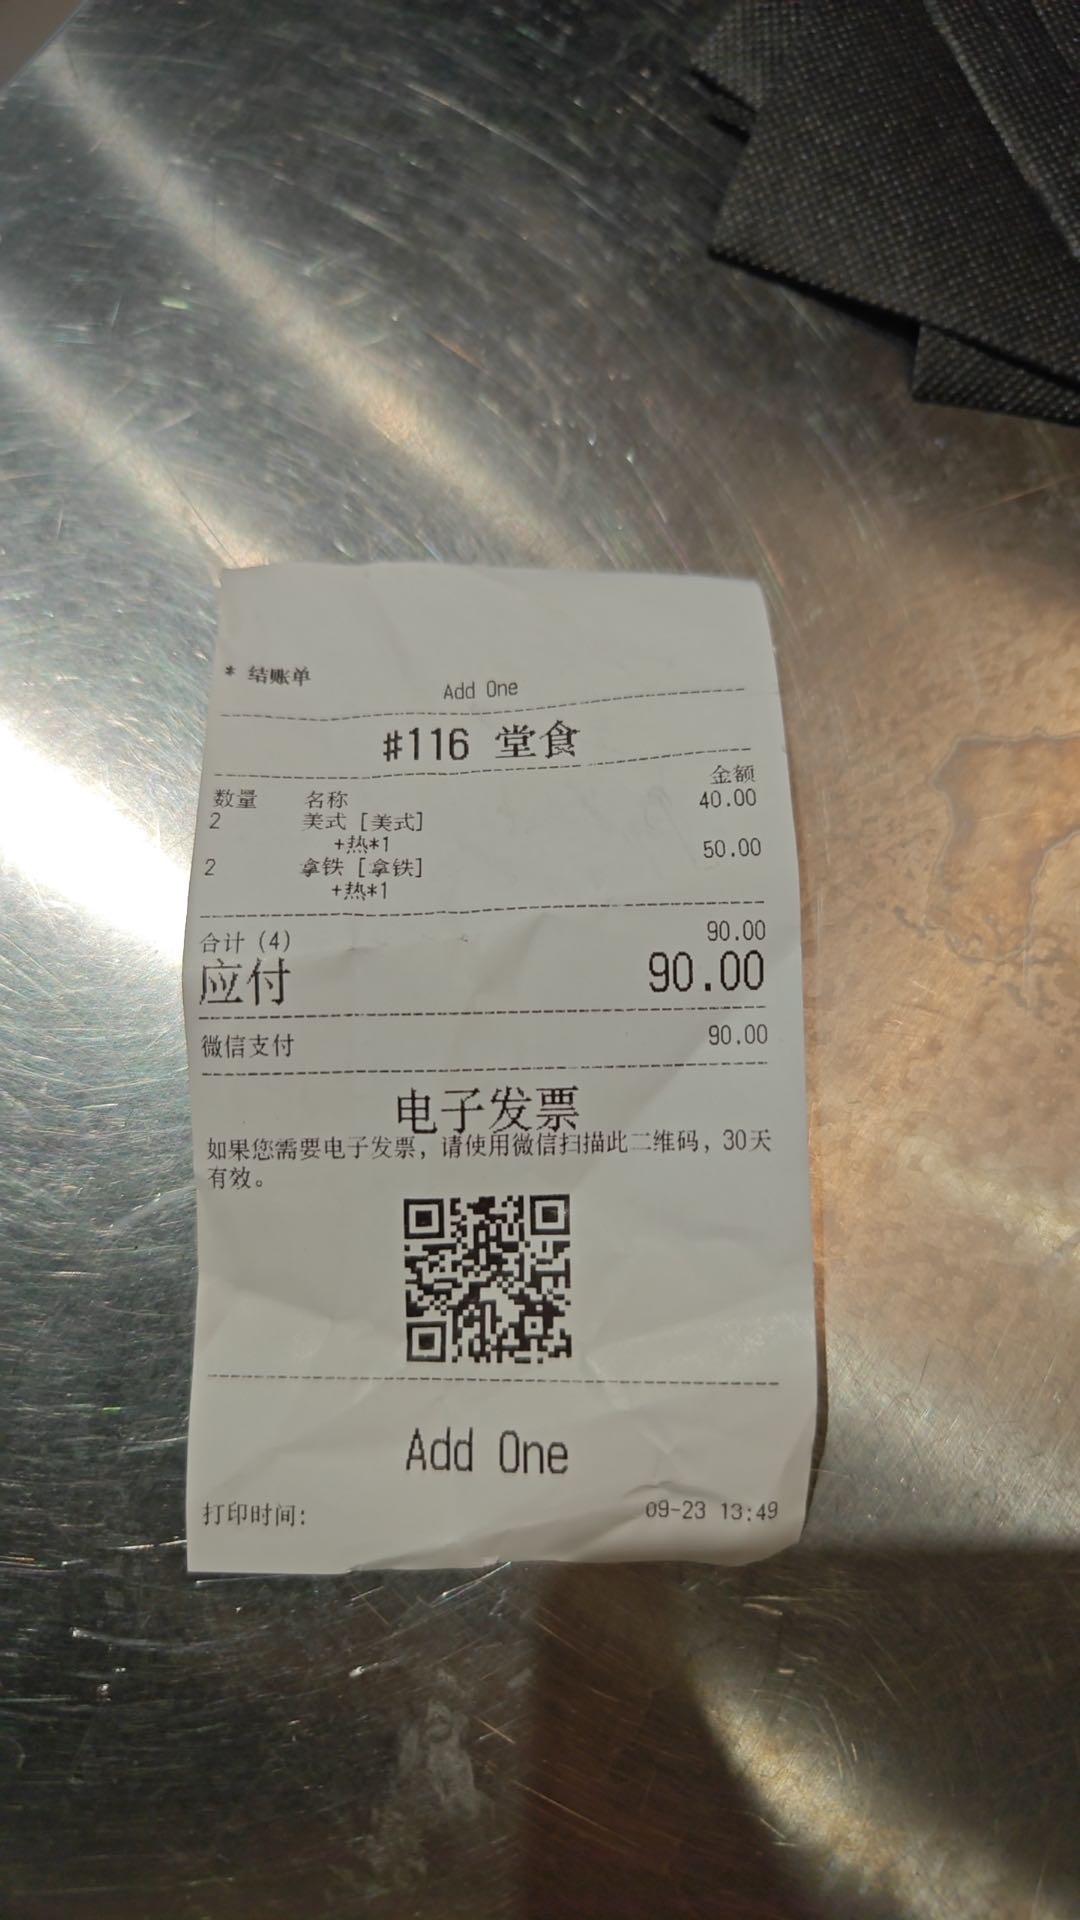 * 结账单
Add One
#116 堂食
数量 名称 金额
2 美式 [美式] 40.00
+热*1
2 拿铁 [拿铁] 50.00
+热*1
合计 (4) 90.00
应付 90.00
微信支付 90.00
电子发票
如果您需要电子发票，请使用微信扫描此二维码，30天
有效。
Add One
打印时间: 09-23 13:49